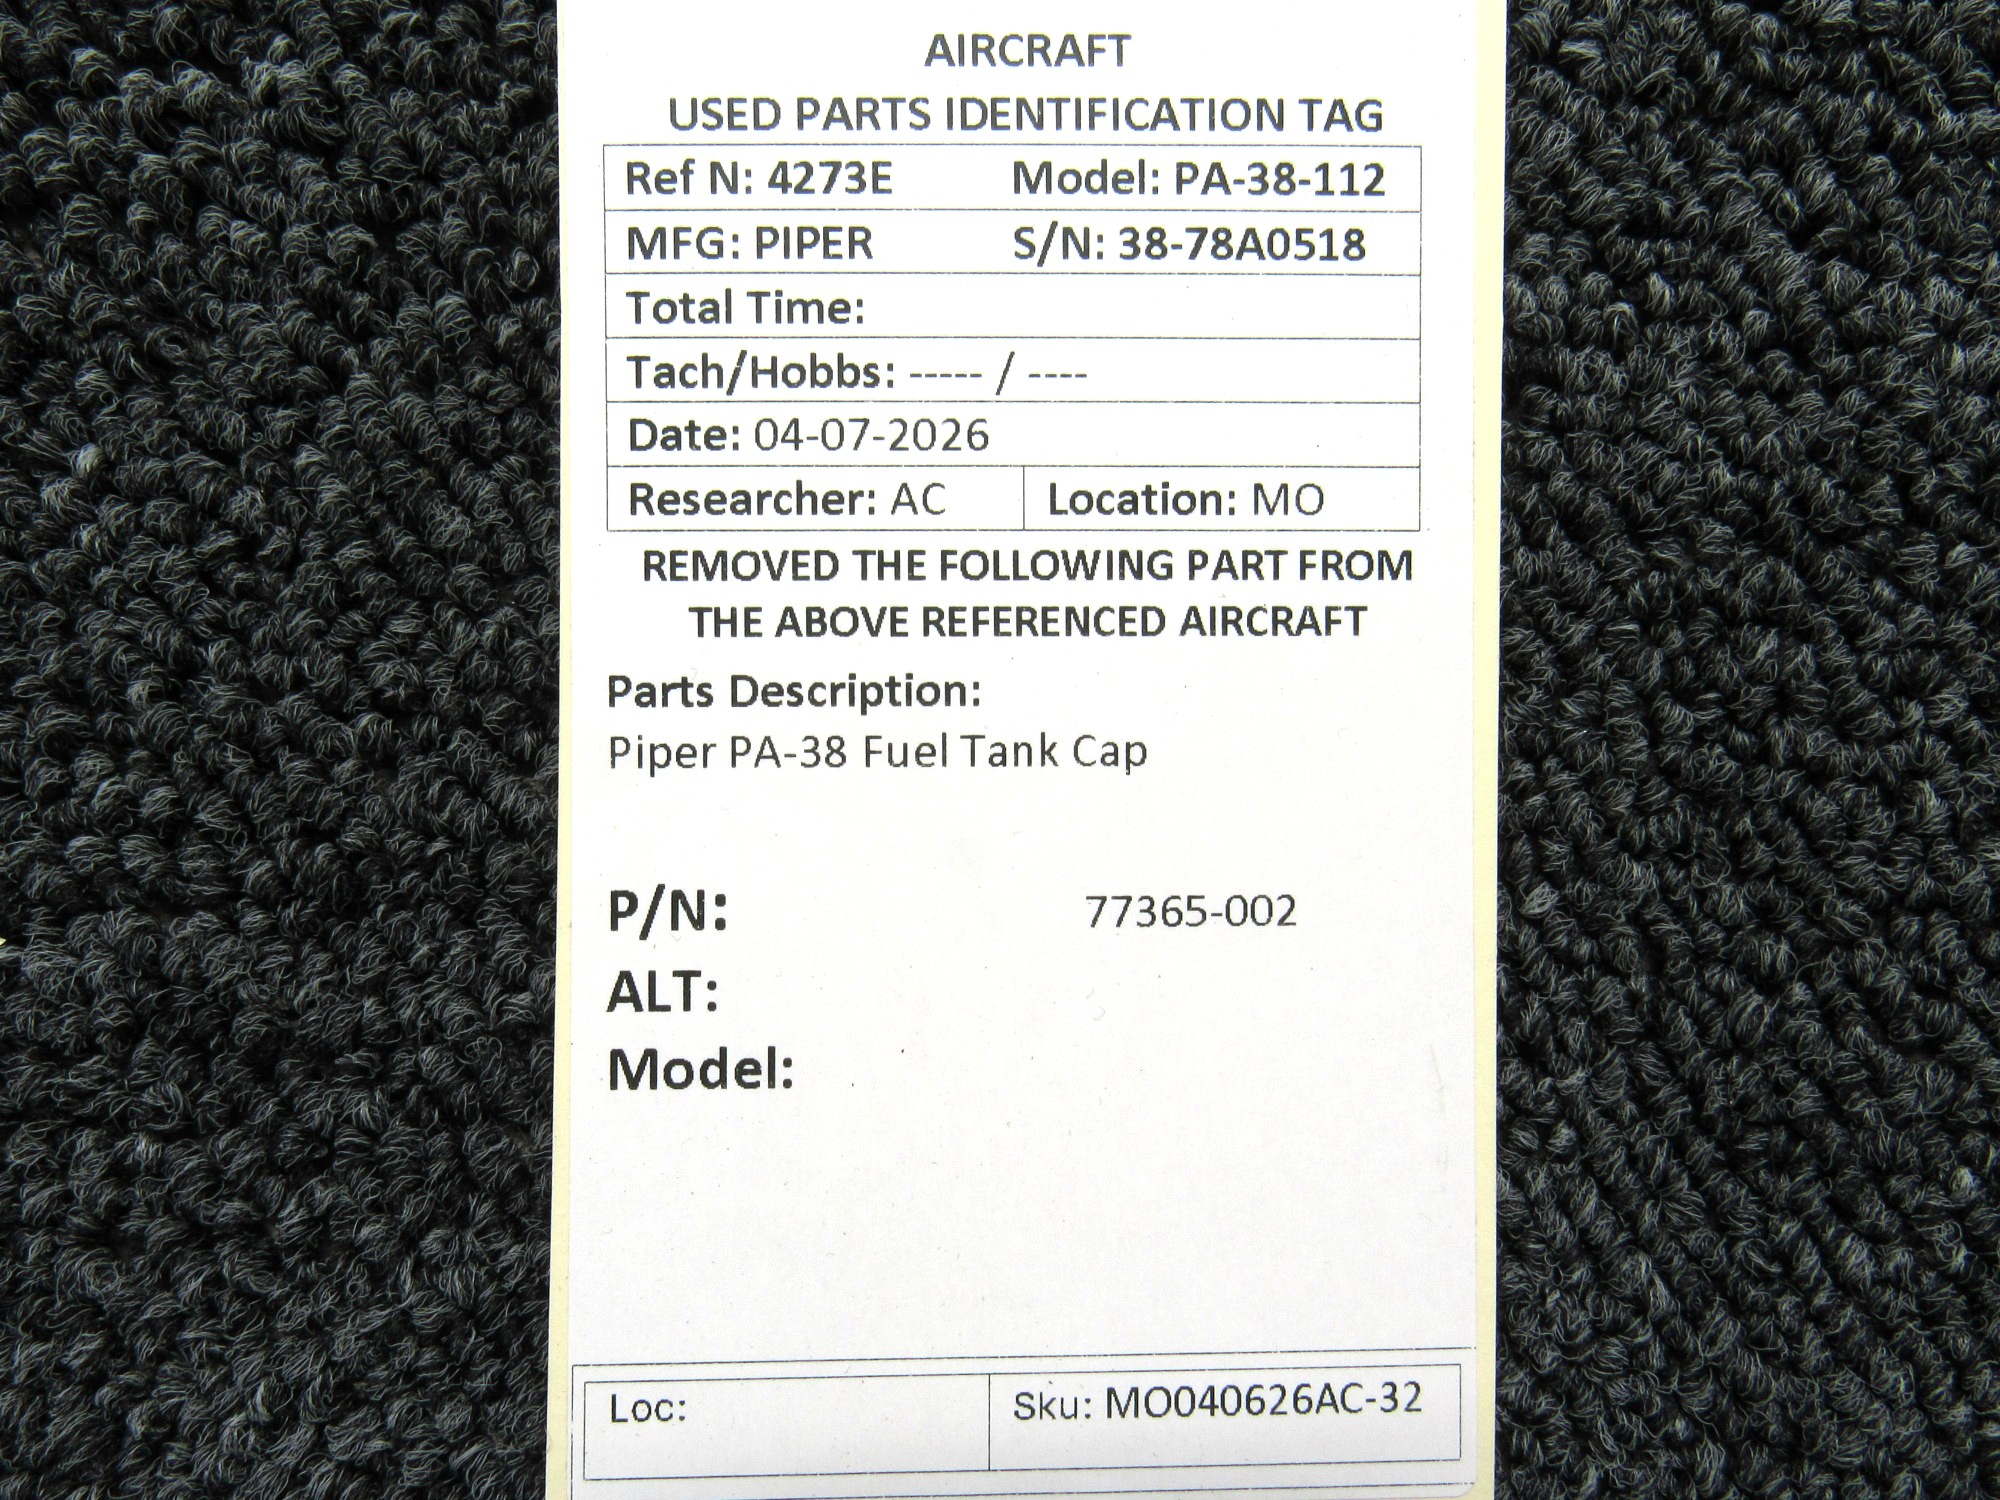 AIRCRAFT
USED PARTS IDENTIFICATION TAG
Ref N: 4273E Model: PA-38-112
MFG: PIPER S/N: 38-78A0518
Total Time:
Tach/Hobbs: ----- / ----
Date: 04-07-2026
Researcher: AC Location: MO
REMOVED THE FOLLOWING PART FROM
THE ABOVE REFERENCED AIRCRAFT
Parts Description:
Piper PA-38 Fuel Tank Cap
P/N: 77365-002
ALT:
Model:
Loc: Sku: MO040626AC-32